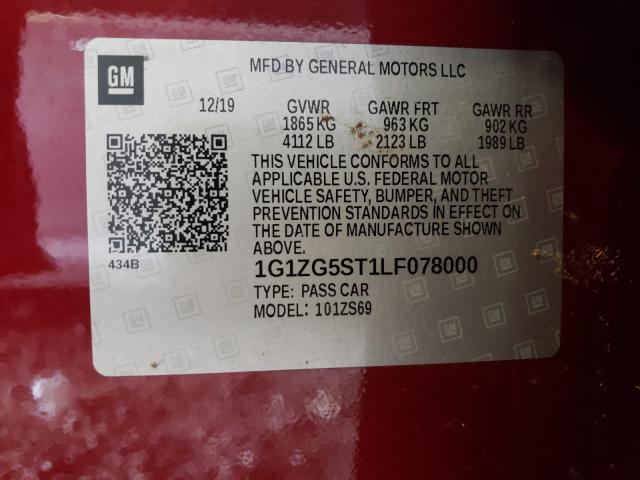 GM
MFD BY GENERAL MOTORS LLC
12/19 GVWR GAWR FRT GAWR RR
1865 KG 963 KG 902 KG
4112 LB 2123 LB 1989 LB
THIS VEHICLE CONFORMS TO ALL
APPLICABLE U.S. FEDERAL MOTOR
VEHICLE SAFETY, BUMPER, AND THEFT
PREVENTION STANDARDS IN EFFECT ON
THE DATE OF MANUFACTURE SHOWN
ABOVE.
434B
1G1ZG5ST1LF078000
TYPE: PASS CAR
MODEL: 101ZS69